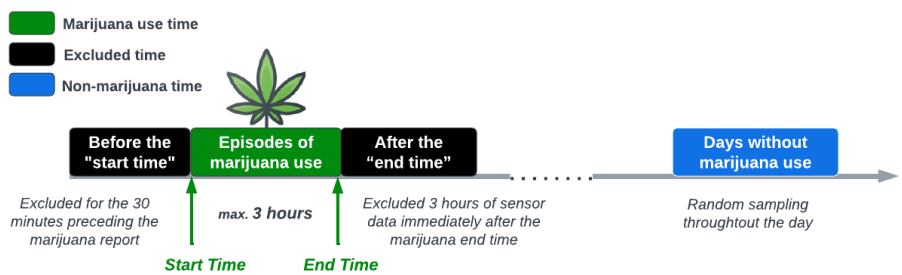 Marijuana use time
Excluded time
Non-marijuana time
Before the
"start time"
Episodes of
marijuana use
After the
“end time”
Days without
marijuana use
Excluded for the 30
minutes preceding the
marijuana report
max. 3 hours
Excluded 3 hours of sensor
data immediately after the
marijuana end time
Random sampling
throughtout the day
Start Time
End Time